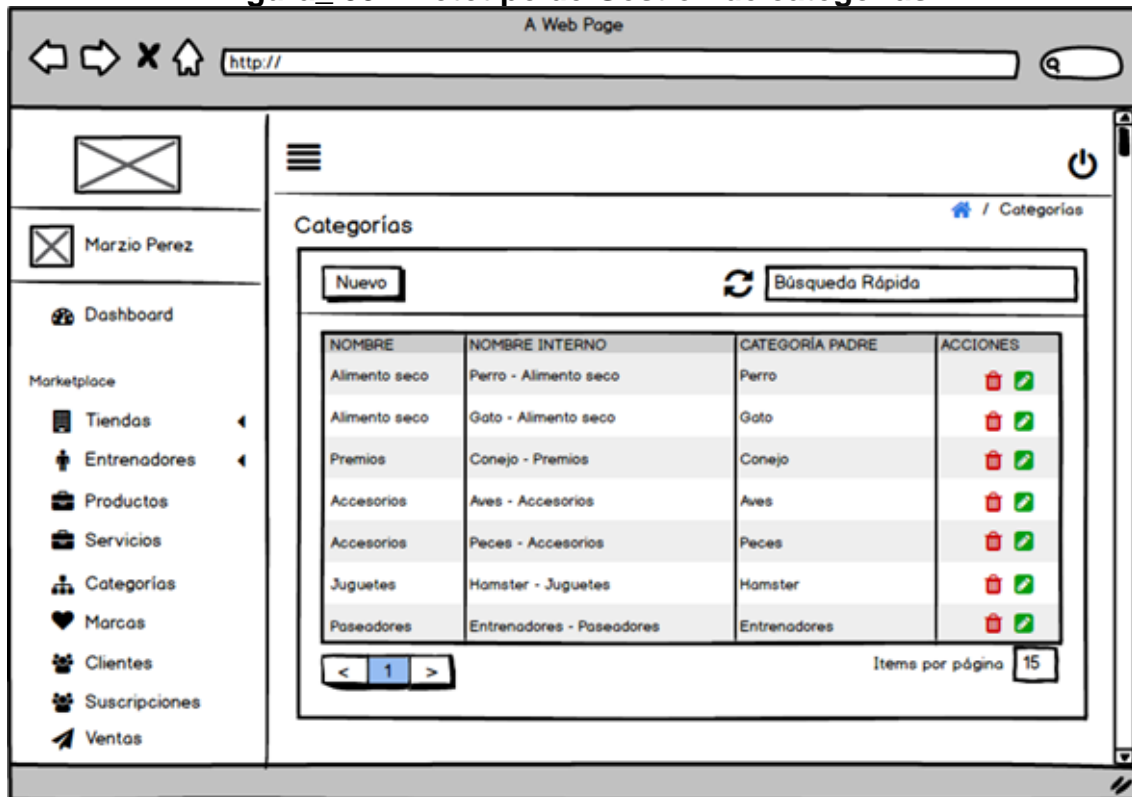 A Web Page
http://
Marzio Perez
Dashboard
Marketplace
Tiendas
Entrenadores
Productos
Servicios
Categorías
Marcas
Clientes
Suscripciones
Ventas
/ Categorías
Categorías
Nuevo
Búsqueda Rápida
NOMBRE NOMBRE INTERNO CATEGORÍA PADRE ACCIONES
Alimento seco Perro - Alimento seco Perro
Alimento seco Gato - Alimento seco Gato
Premios Conejo - Premios Conejo
Accesorios Aves - Accesorios Aves
Accesorios Peces - Accesorios Peces
Juguetes Hamster - Juguetes Hamster
Paseadores Entrenadores - Paseadores Entrenadores
< 1 >
Items por página 15